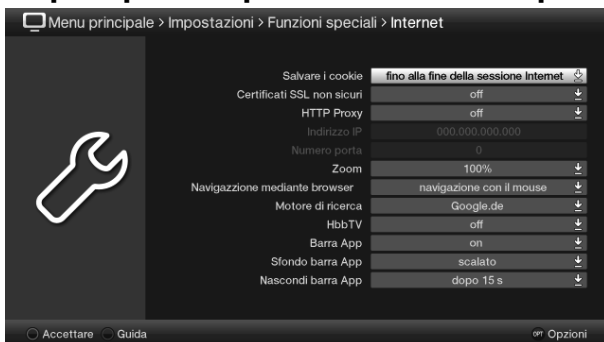 Menu principale > Impostazioni > Funzioni speciali > Internet
Salvare i cookie fino alla fine della sessione Internet
Certificati SSL non sicuri off
HTTP Proxy off
Indirizzo IP 000.000.000.000
Numero porta 0
Zoom 100%
Navigazzione mediante browser navigazione con il mouse
Motore di ricerca Google.de
HbbTV off
Barra App on
Sfondo barra App scalato
Nascondi barra App dopo 15 s
Accettare Guida OPT Opzioni